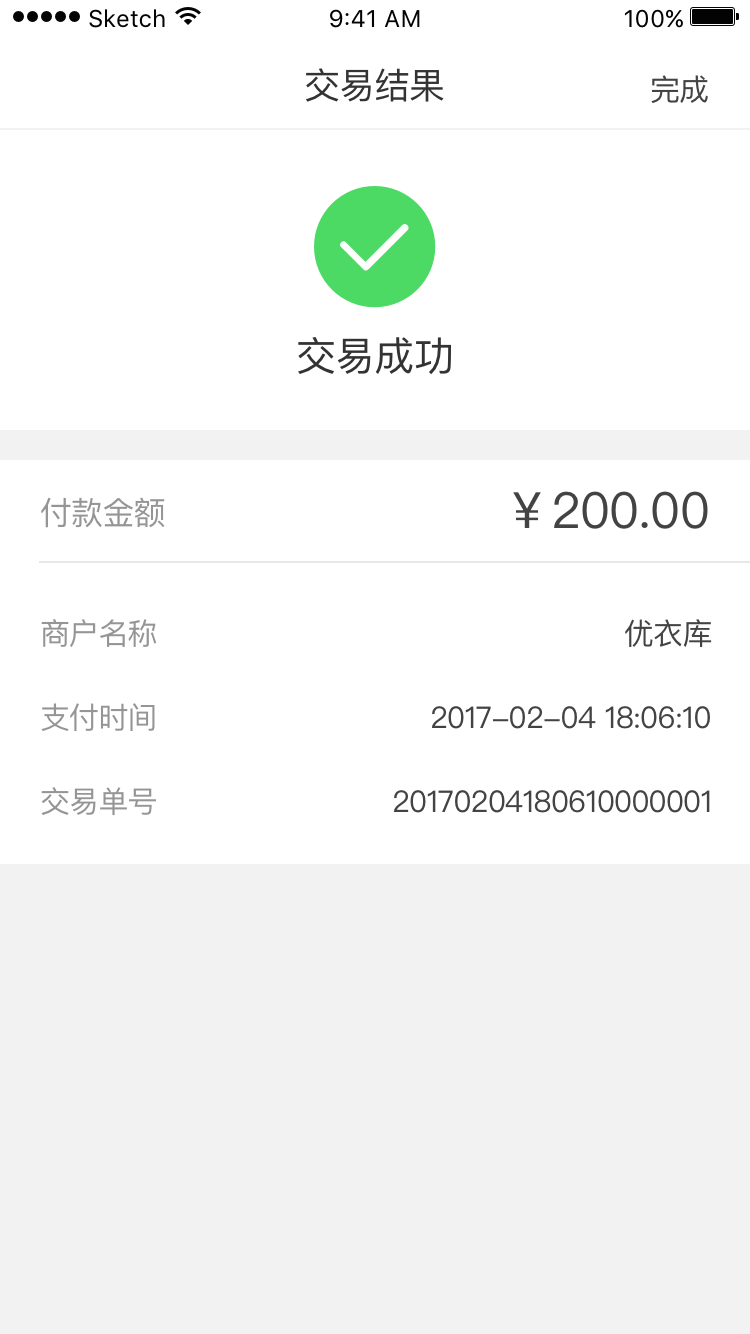 Sketch 9:41 AM 100%
交易结果 完成
交易成功
付款金额 ¥ 200.00
商户名称 优衣库
支付时间 2017-02-04 18:06:10
交易单号 20170204180610000001